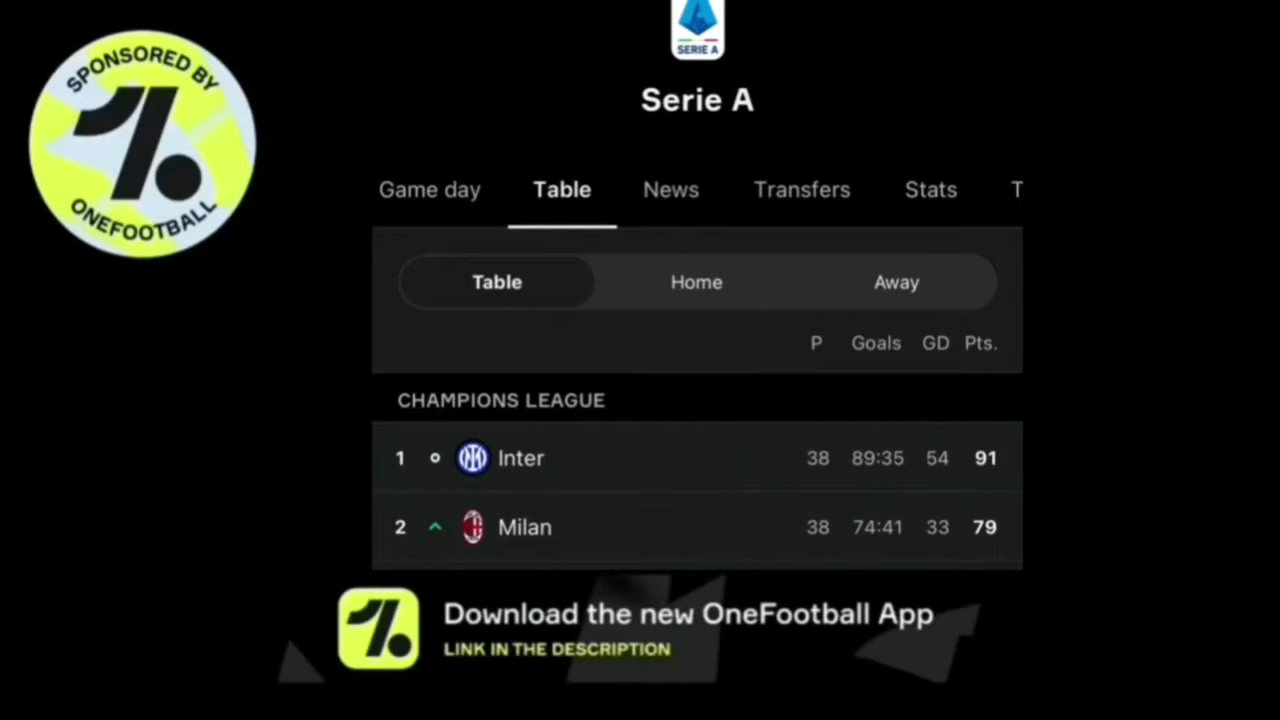 SPONSORED BY
ONEFOOTBALL
SERIE A
Serie A
Game day Table News Transfers Stats T
Table Home Away
P Goals GD Pts.
CHAMPIONS LEAGUE
1 Inter 38 89:35 54 91
2 Milan 38 74:41 33 79
Download the new OneFootball App
LINK IN THE DESCRIPTION